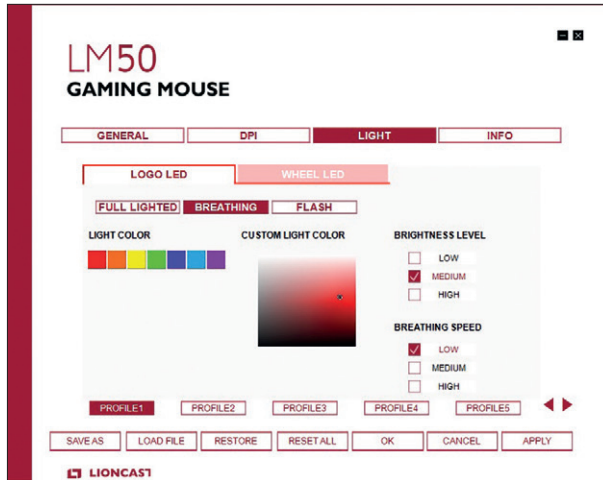 LM50
GAMING MOUSE
GENERAL DPI LIGHT INFO
LOGO LED WHEEL LED
FULL LIGHTED BREATHING FLASH
LIGHT COLOR CUSTOM LIGHT COLOR BRIGHTNESS LEVEL
LOW
MEDIUM
HIGH
BREATHING SPEED
LOW
MEDIUM
HIGH
PROFILE1 PROFILE2 PROFILE3 PROFILE4 PROFILE5
SAVE AS LOAD FILE RESTORE RESET ALL OK CANCEL APPLY
LIONCAST